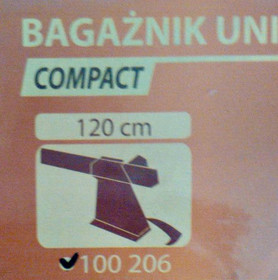 BAGAŻNIK UNI
COMPACT
120 cm
100 206